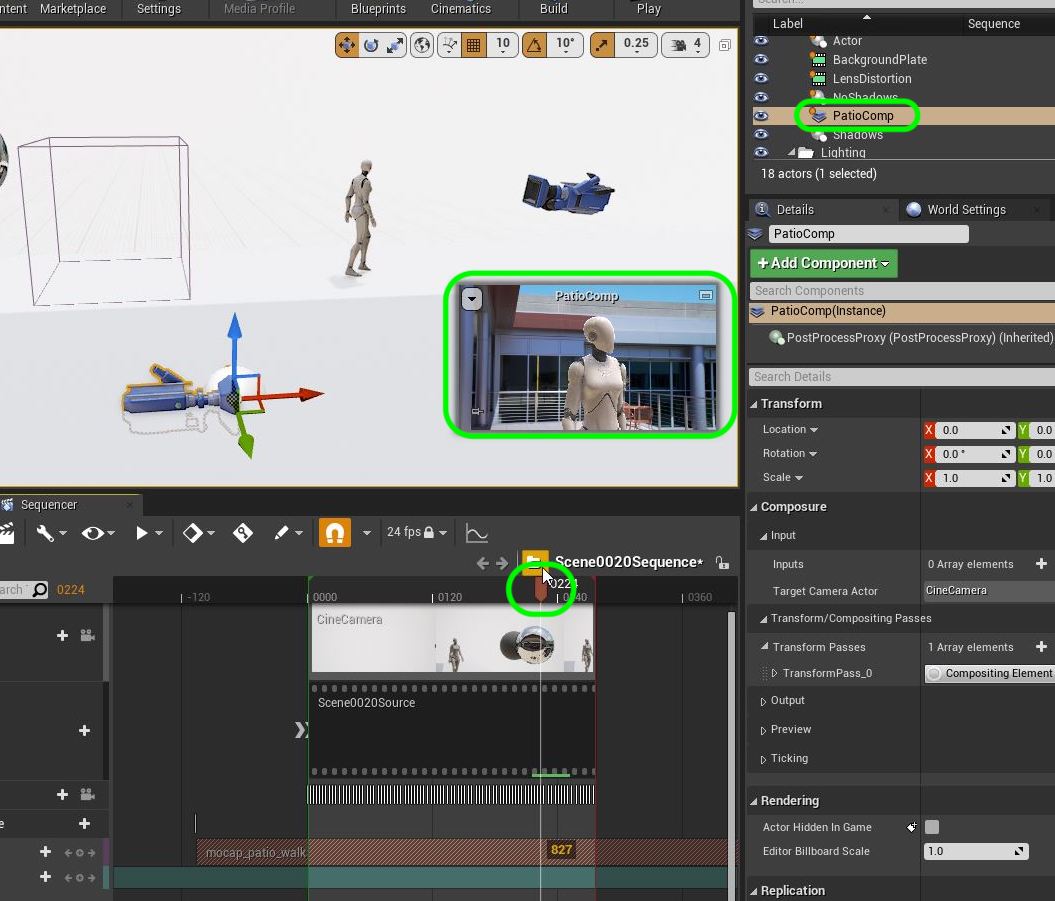 ntent Marketplace Settings Media Profile Blueprints Cinematics Build Play
10 10° 0.25 4
Label Sequence
Actor
BackgroundPlate
LensDistortion
NoShadows
PatioComp
Shadows
Lighting
18 actors (1 selected)
Details World Settings
PatioComp
+ Add Component
Search Components
PatioComp(Instance)
PostProcessProxy (PostProcessProxy) (Inherited)
Search Details
Transform
Location X 0.0 Y 0.0
Rotation X 0.0 ° Y 0.0
Scale X 1.0 Y 1.0
Composure
Input
Inputs 0 Array elements
Target Camera Actor CineCamera
Transform/Compositing Passes
Transform Passes 1 Array elements
TransformPass_0 Compositing Element
Output
Preview
Ticking
Rendering
Actor Hidden In Game
Editor Billboard Scale 1.0
Replication
PatioComp
Sequencer
24 fps
Scene0020Sequence*
arch 0224
0224
-120 0000 0120 0240 0360
CineCamera
Scene0020Source
e
mocap_patio_walk 827